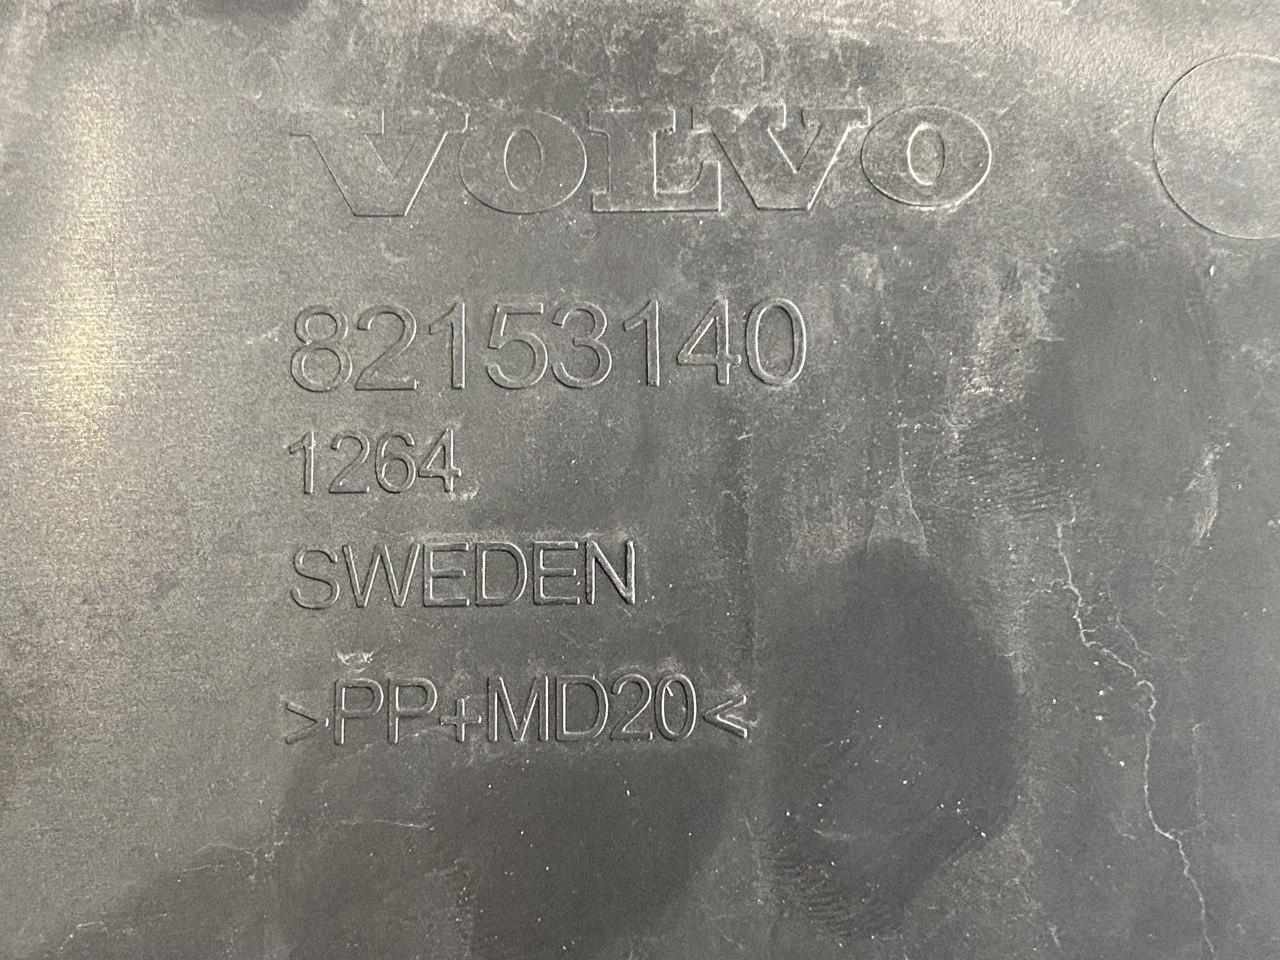 VOLVO
82153140
1264
SWEDEN
>PP+MD20<